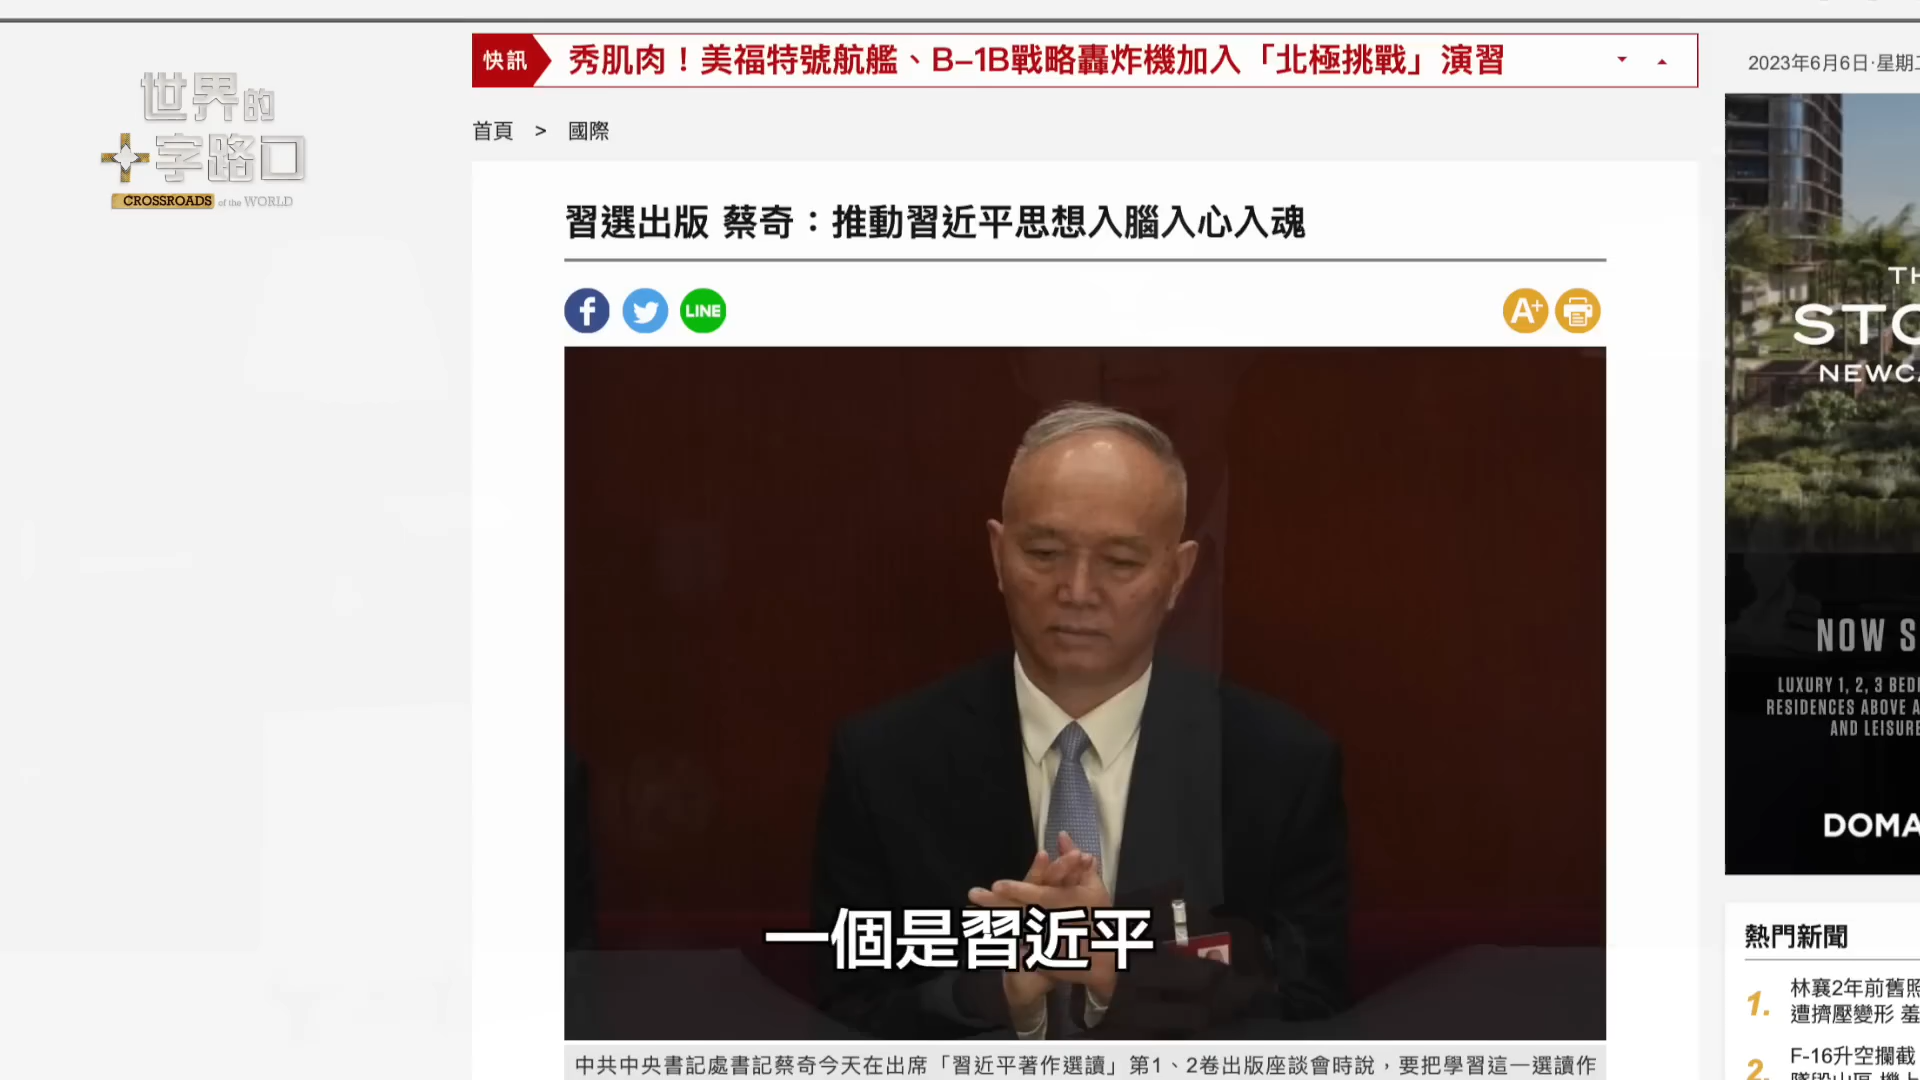 世界的
十字路口
CROSSROADS of the WORLD
快訊
秀肌肉！美福特號航艦、B-1B戰略轟炸機加入「北極挑戰」演習
2023年6月6日·星期二
首頁 > 國際
習選出版 蔡奇：推動習近平思想入腦入心入魂
LINE
A+
一個是習近平
中共中央書記處書記蔡奇今天在出席「習近平著作選讀」第1、2卷出版座談會時說，要把學習這一選讀作
STO
NEWCA
NOW S
LUXURY 1, 2, 3 BED
RESIDENCES ABOVE A
AND LEISURE
DOMA
熱門新聞
1.
林襄2年前舊照
遭擠壓變形 羞
2.
F-16升空攔截